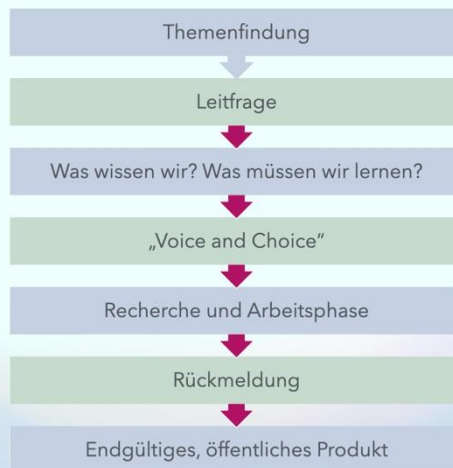 Themenfindung
Leitfrage
Was wissen wir? Was müssen wir lernen?
„Voice and Choice“
Recherche und Arbeitsphase
Rückmeldung
Endgültiges, öffentliches Produkt